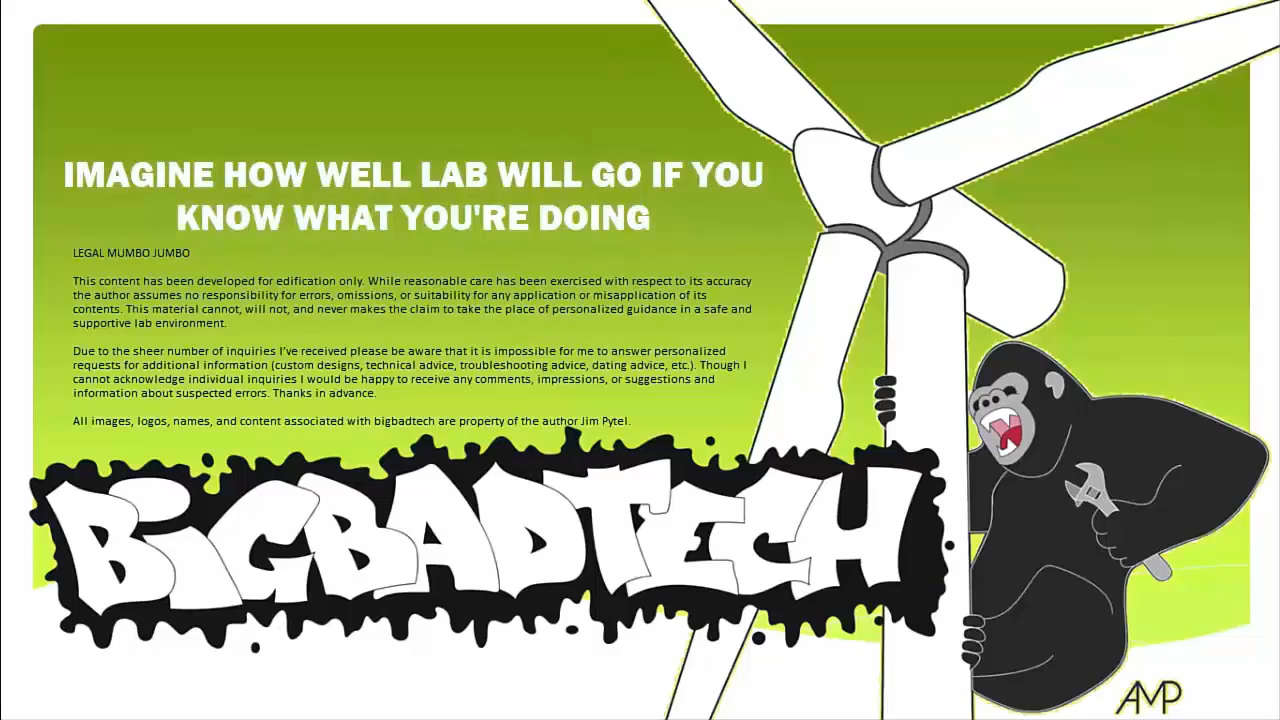 IMAGINE HOW WELL LAB WILL GO IF YOU
KNOW WHAT YOU'RE DOING
LEGAL MUMBO JUMBO
This content has been developed for edification only. While reasonable care has been exercised with respect to its accuracy
the author assumes no responsibility for errors, omissions, or suitability for any application or misapplication of its
contents. This material cannot, will not, and never makes the claim to take the place of personalized guidance in a safe and
supportive lab environment.
Due to the sheer number of inquiries I've received please be aware that it is impossible for me to answer personalized
requests for additional information (custom designs, technical advice, troubleshooting advice, dating advice, etc.). Though I
cannot acknowledge individual inquiries I would be happy to receive any comments, impressions, or suggestions and
information about suspected errors. Thanks in advance.
All images, logos, names, and content associated with bigbadtech are property of the author Jim Pytel.
BiGBADTECH
AMP